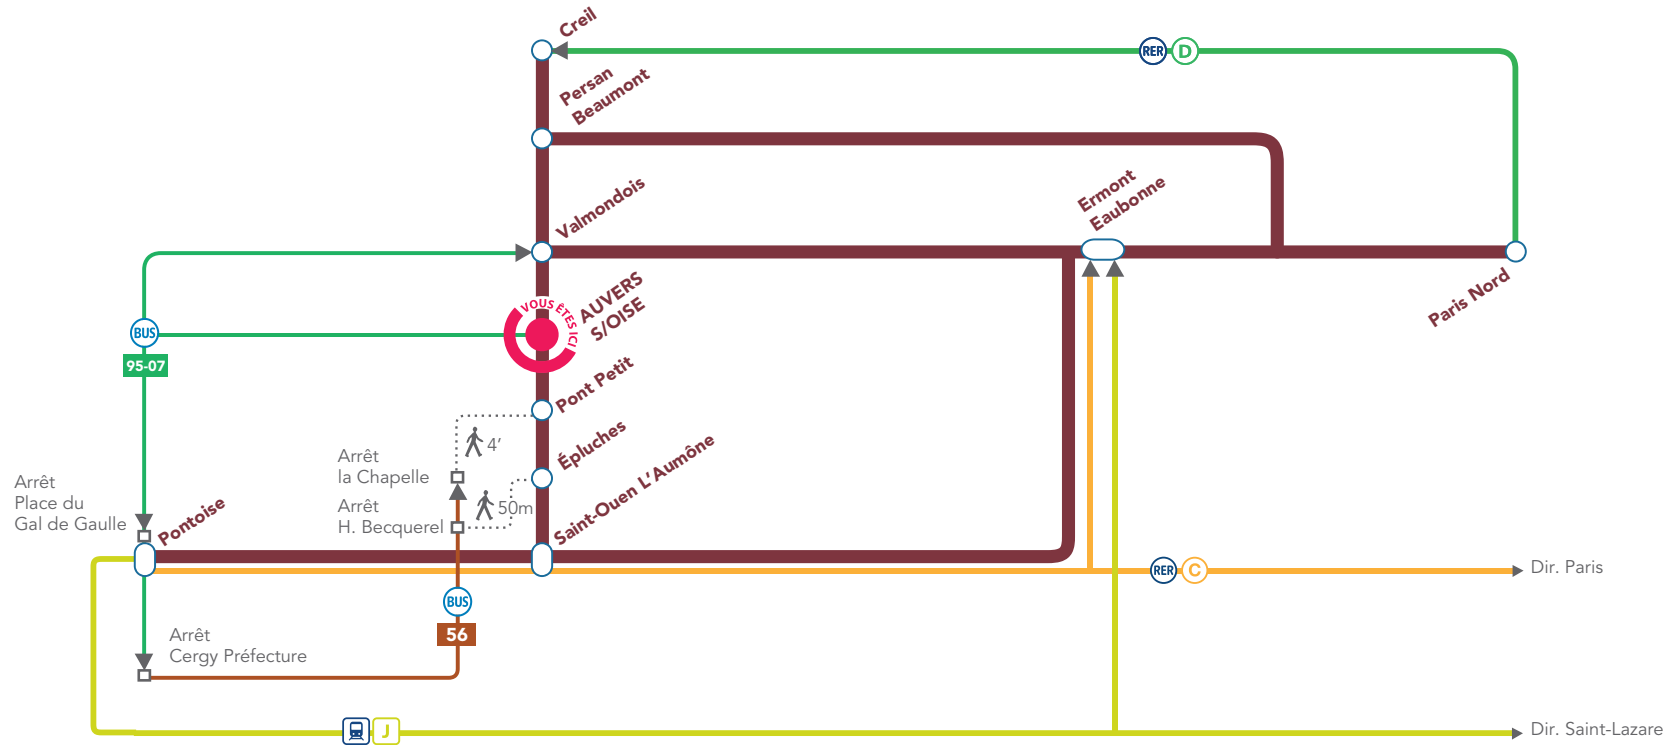 Creil
RER
D
Persan
Beaumont
Valmondois
Ermont
Eaubonne
Paris Nord
VOUS ÊTES ICI
AUVERS
S/OISE
BUS
95-07
Pont Petit
4’
Arrêt
la Chapelle
Épluches
50m
Arrêt
H. Becquerel
Saint-Ouen L’Aumône
Arrêt
Place du
Gal de Gaulle
Pontoise
RER
C
Dir. Paris
BUS
56
Arrêt
Cergy Préfecture
J
Dir. Saint-Lazare